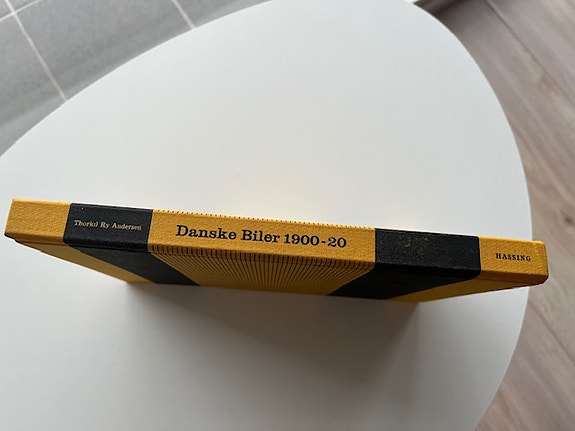 Thorkil Ry Andersen
Danske Biler 1900-20
HASSING